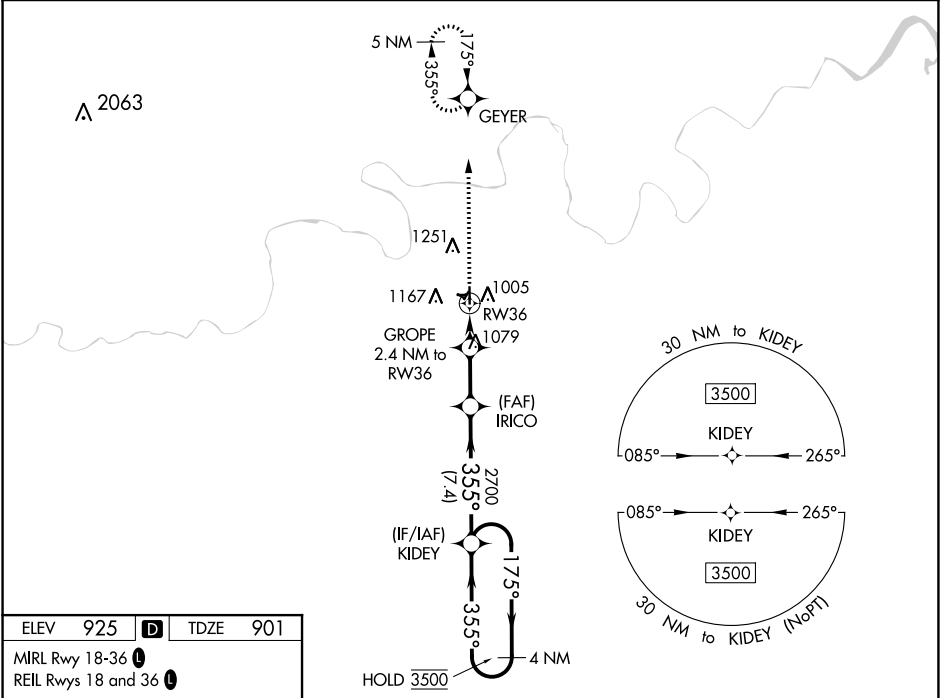 5 NM
175°
355°
GEYER
2063
1251
1167
1005
RW36
GROPE
2.4 NM to
RW36
1079
(FAF)
IRICO
2700
355°
(7.4)
(IF/IAF)
KIDEY
175°
355°
4 NM
HOLD 3500
30 NM to KIDEY
3500
KIDEY
085°
265°
085°
265°
KIDEY
3500
30 NM to KIDEY (NoPT)
ELEV 925 D TDZE 901
MIRL Rwy 18-36 L
REIL Rwys 18 and 36 L